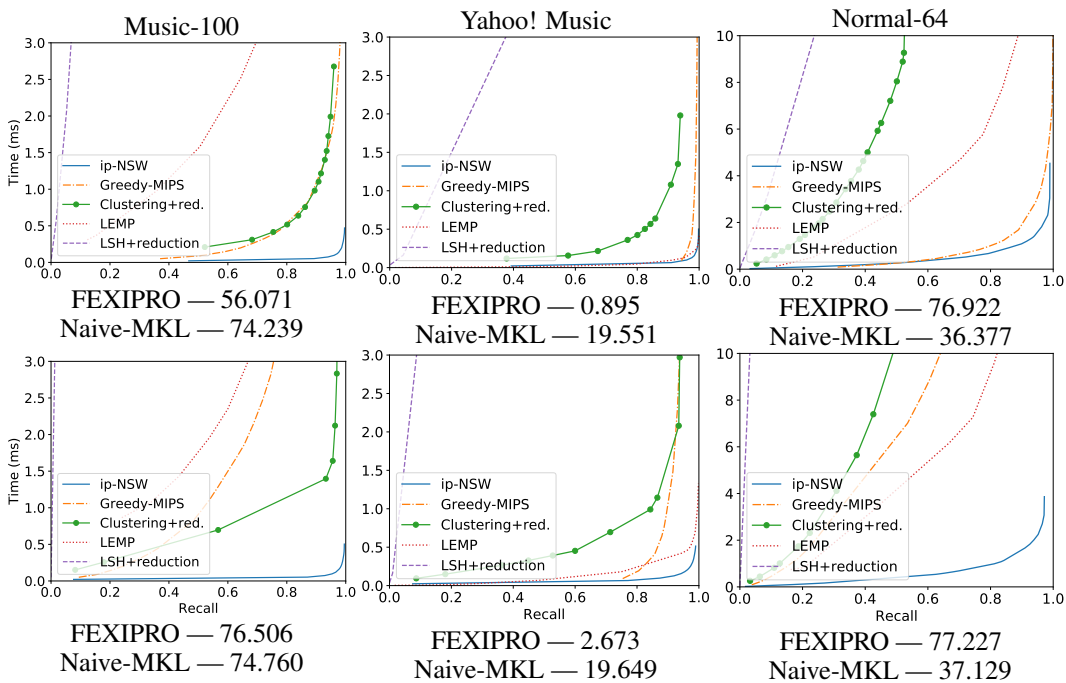 Music-100
Yahoo! Music
Normal-64
3.0
2.5
2.0
1.5
1.0
0.5
0.0
Time (ms)
ip-NSW
Greedy-MIPS
Clustering+red.
LEMP
LSH+reduction
0.0 0.2 0.4 0.6 0.8 1.0
FEXIPRO — 56.071
Naive-MKL — 74.239
3.0
2.5
2.0
1.5
1.0
0.5
0.0
ip-NSW
Greedy-MIPS
Clustering+red.
LEMP
LSH+reduction
0.0 0.2 0.4 0.6 0.8 1.0
FEXIPRO — 0.895
Naive-MKL — 19.551
10
8
6
4
2
0
ip-NSW
Greedy-MIPS
Clustering+red.
LEMP
LSH+reduction
0.0 0.2 0.4 0.6 0.8 1.0
FEXIPRO — 76.922
Naive-MKL — 36.377
3.0
2.5
2.0
1.5
1.0
0.5
0.0
Time (ms)
ip-NSW
Greedy-MIPS
Clustering+red.
LEMP
LSH+reduction
0.0 0.2 0.4 0.6 0.8 1.0
Recall
FEXIPRO — 76.506
Naive-MKL — 74.760
3.0
2.5
2.0
1.5
1.0
0.5
0.0
ip-NSW
Greedy-MIPS
Clustering+red.
LEMP
LSH+reduction
0.0 0.2 0.4 0.6 0.8 1.0
Recall
FEXIPRO — 2.673
Naive-MKL — 19.649
10
8
6
4
2
0
ip-NSW
Greedy-MIPS
Clustering+red.
LEMP
LSH+reduction
0.0 0.2 0.4 0.6 0.8 1.0
Recall
FEXIPRO — 77.227
Naive-MKL — 37.129